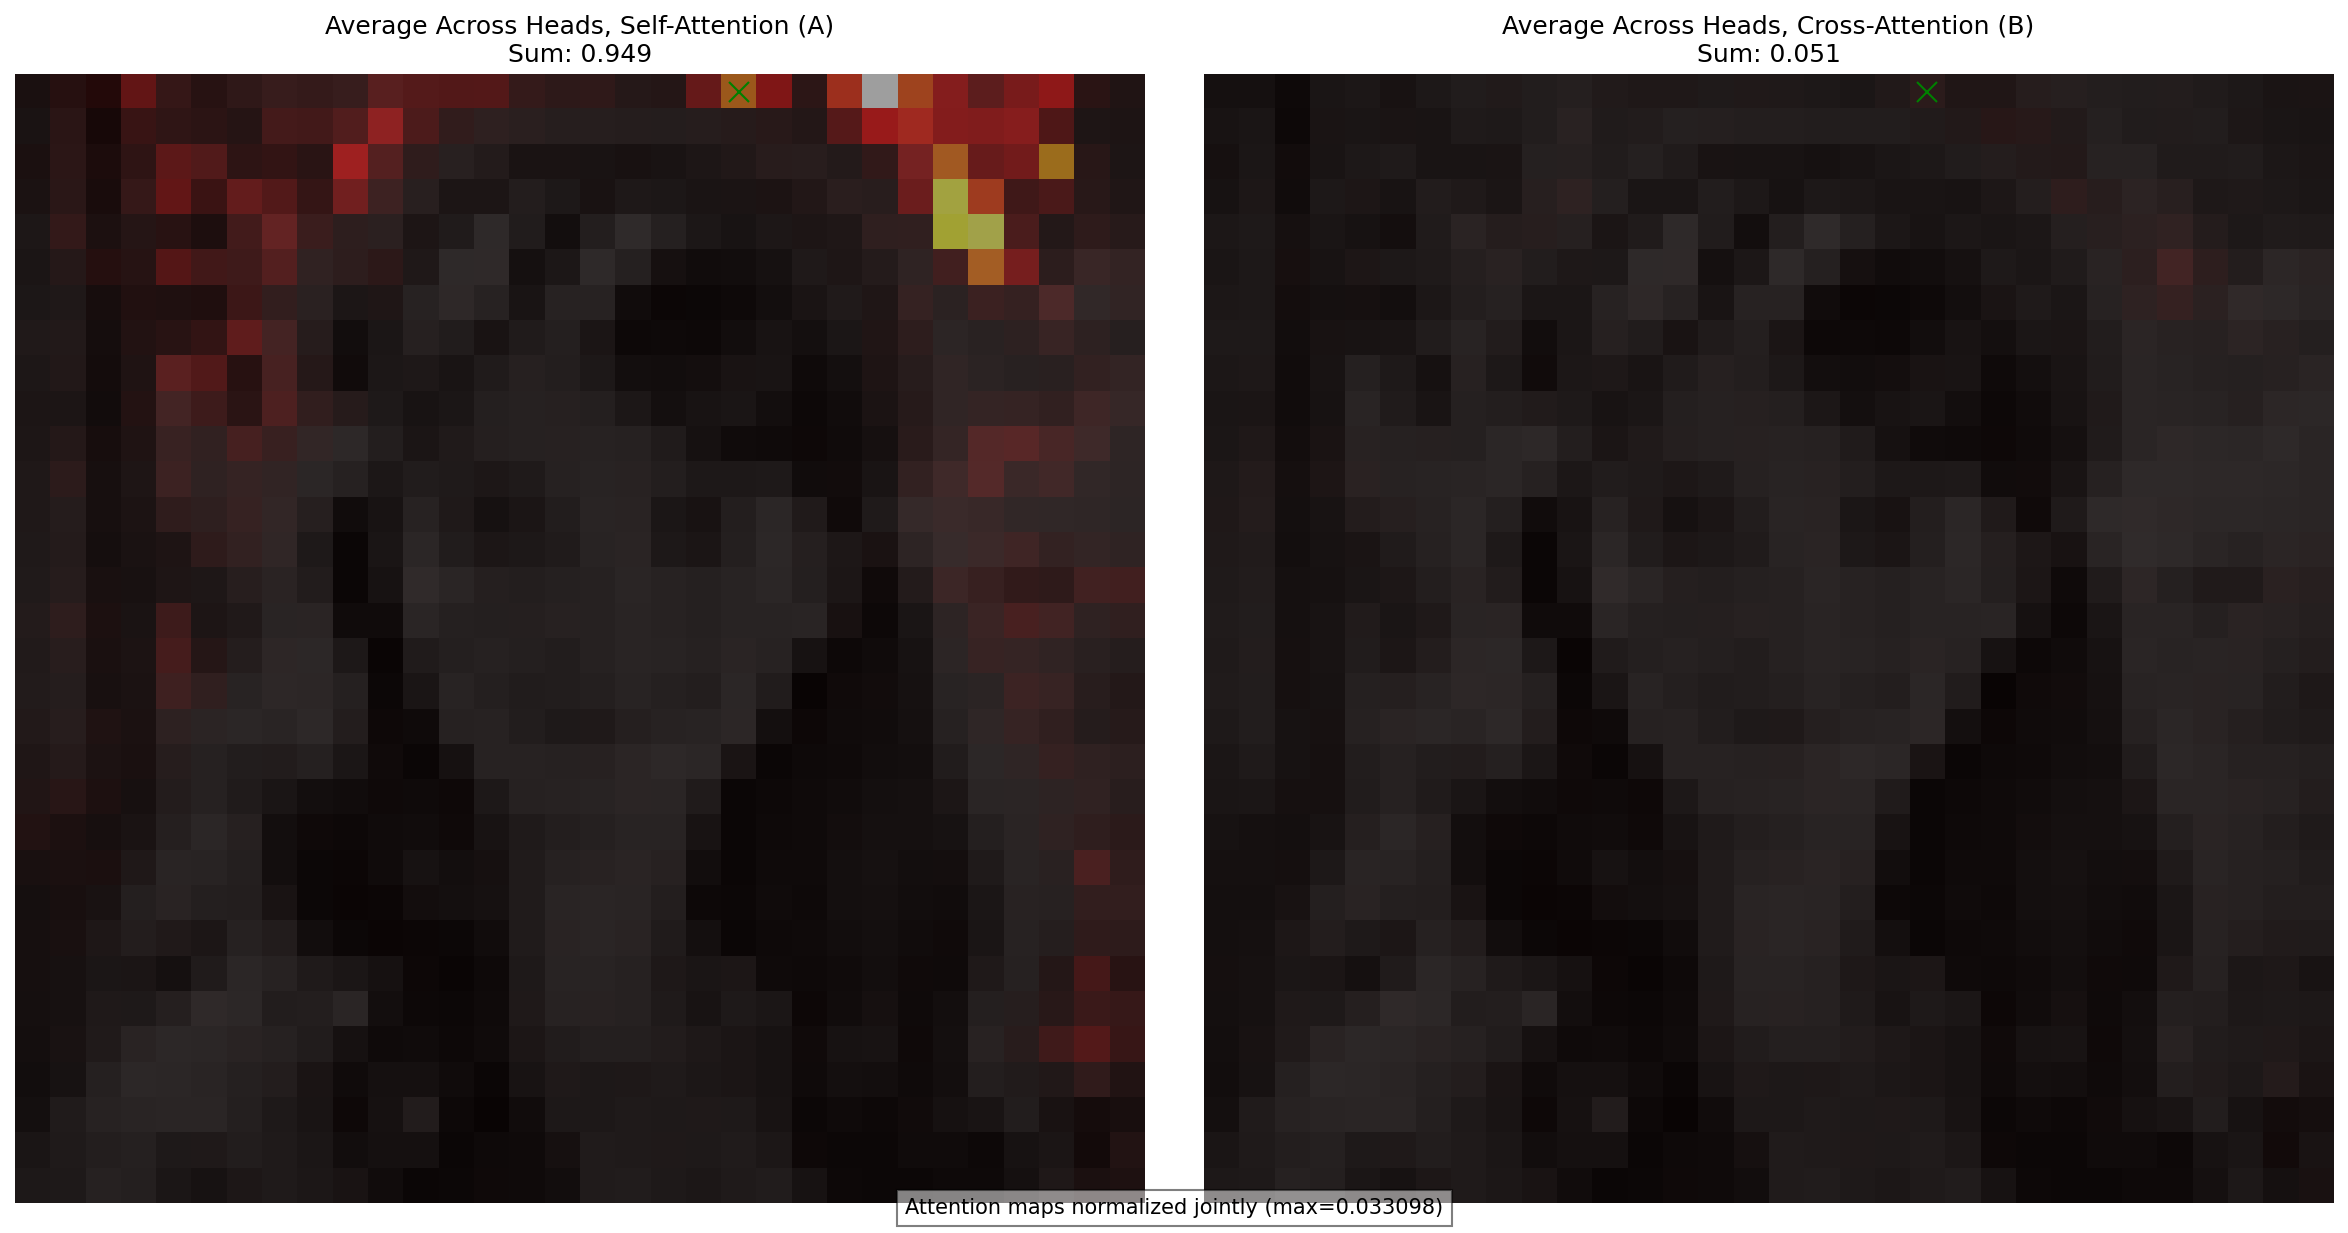 Average Across Heads, Self-Attention (A)
Sum: 0.949
Average Across Heads, Cross-Attention (B)
Sum: 0.051
Attention maps normalized jointly (max=0.033098)